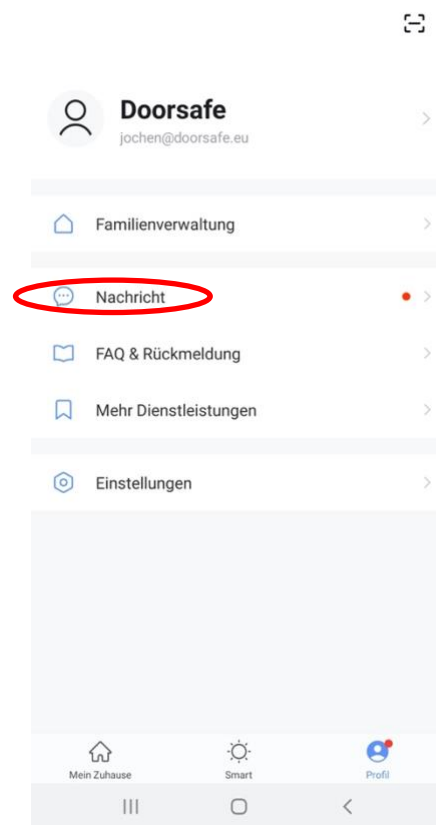 Doorsafe
jochen@doorsafe.eu
Familienverwaltung
Nachricht
FAQ & Rückmeldung
Mehr Dienstleistungen
Einstellungen
Mein Zuhause
Smart
Profil